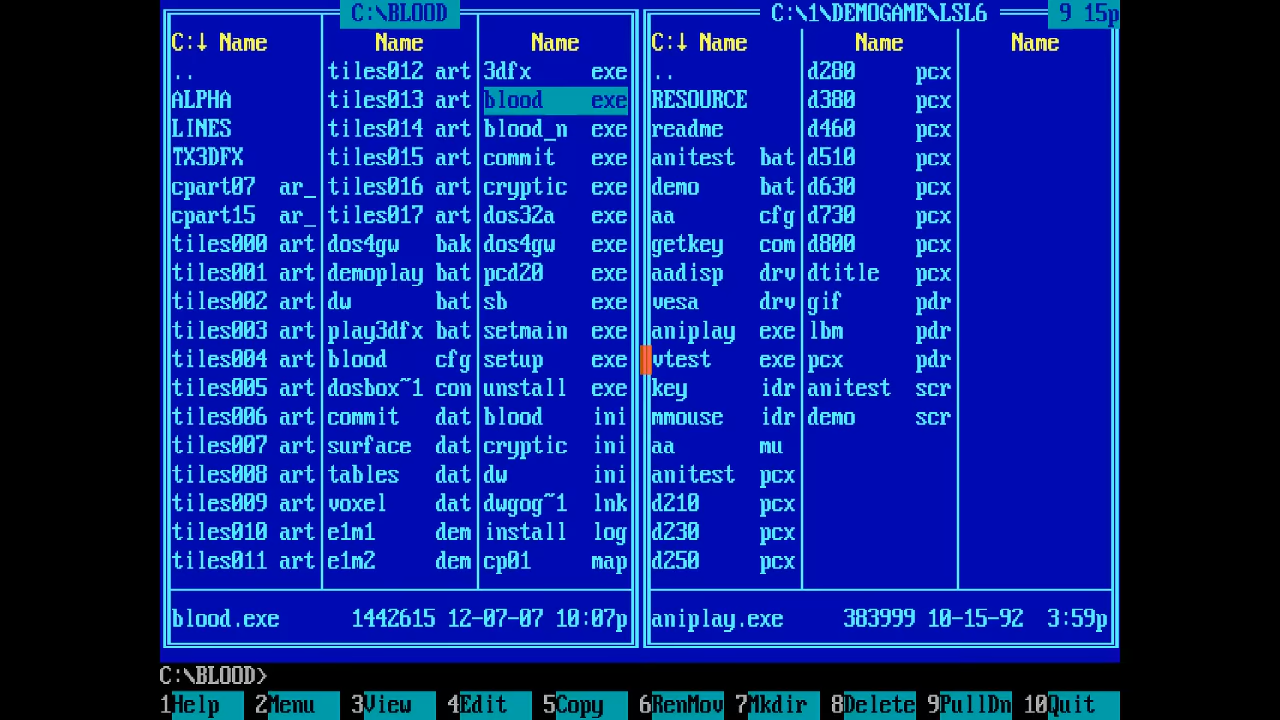 C:\BLOOD C:\1\DEMOGAME\LSL6 9 15p
C:↓ Name Name Name C:↓ Name Name Name
.. tiles012 art 3dfx exe .. d280 pcx
ALPHA tiles013 art blood exe RESOURCE d380 pcx
LINES tiles014 art blood_n exe readme d460 pcx
TX3DFX tiles015 art commit exe anitest bat d510 pcx
cpart07 ar_ tiles016 art cryptic exe demo bat d630 pcx
cpart15 ar_ tiles017 art dos32a exe aa cfg d730 pcx
tiles000 art dos4gw bak dos4gw exe getkey com d800 pcx
tiles001 art demoplay bat pcd20 exe aadisp drv dtitle pcx
tiles002 art dw bat sb exe vesa drv gif pdr
tiles003 art play3dfx bat setmain exe aniplay exe lbm pdr
tiles004 art blood cfg setup exe vtest exe pcx pdr
tiles005 art dosbox~1 con unstall exe key idr anitest scr
tiles006 art commit dat blood ini mmouse idr demo scr
tiles007 art surface dat cryptic ini aa mu
tiles008 art tables dat dw ini anitest pcx
tiles009 art voxel dat dwgog~1 lnk d210 pcx
tiles010 art e1m1 dem install log d230 pcx
tiles011 art e1m2 dem cp01 map d250 pcx
blood.exe 1442615 12-07-07 10:07p aniplay.exe 383999 10-15-92 3:59p
C:\BLOOD>
1Help 2Menu 3View 4Edit 5Copy 6RenMov 7Mkdir 8Delete 9PullDn 10Quit